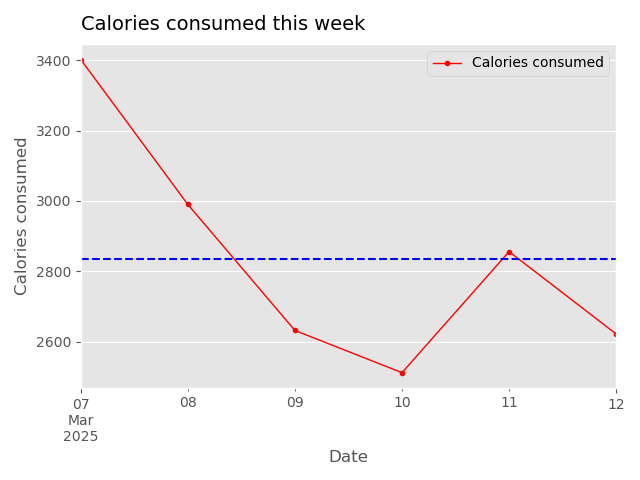 Calories consumed this week
Calories consumed
3400
3200
3000
2800
2600
Calories consumed
07
Mar
2025
08
09
10
11
12
Date